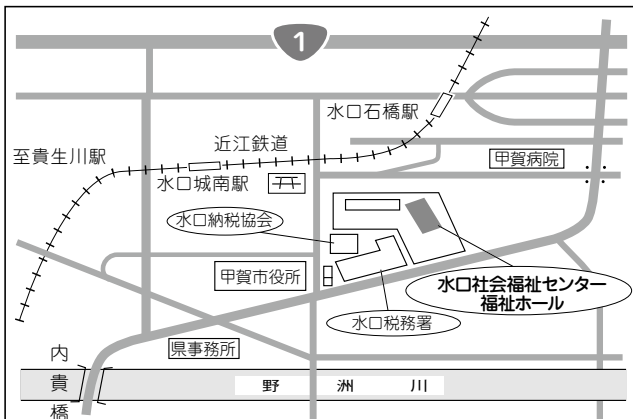 1
水口石橋駅
近江鉄道
至貴生川駅
甲賀病院
水口城南駅
水口納税協会
甲賀市役所
水口社会福祉センター
福祉ホール
水口税務署
県事務所
内貴橋
野洲川